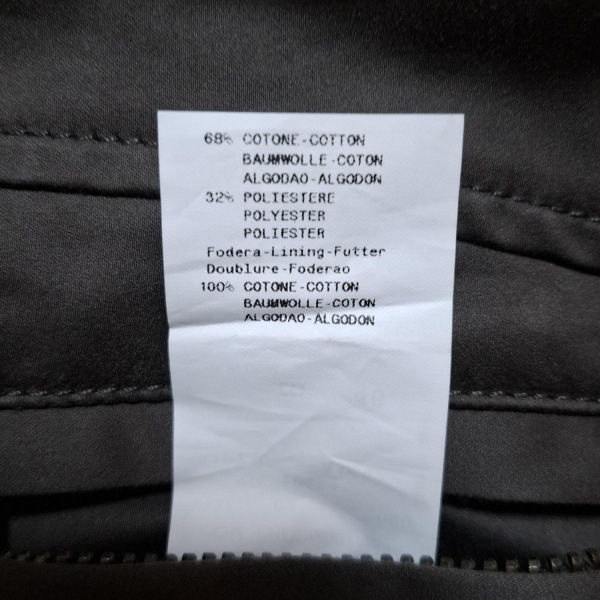 68% COTONE-COTTON
BAUMWOLLE-COTON
ALGODAO-ALGODON
32% POLIESTERE
POLYESTER
POLIESTER
Fodera-Lining-Futter
Doublure-Foderao
100% COTONE-COTTON
BAUMWOLLE-COTON
ALGODAO-ALGODON